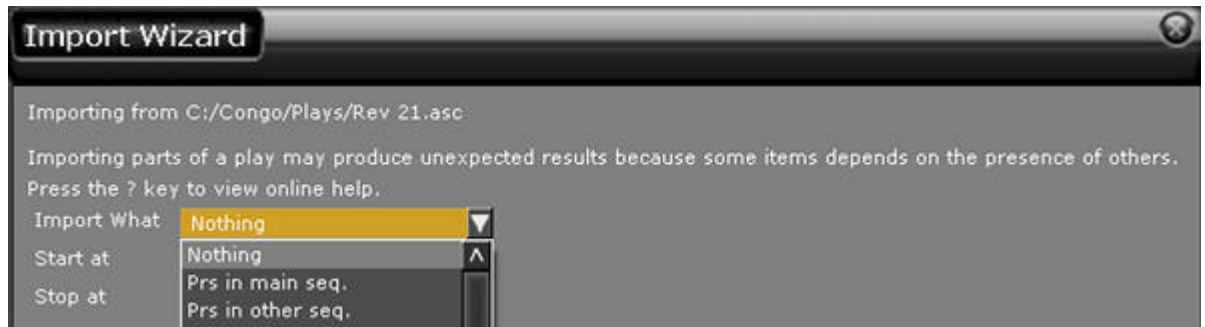 Import Wizard
Importing from C:/Congo/Plays/Rev 21.asc
Importing parts of a play may produce unexpected results because some items depends on the presence of others.
Press the ? key to view online help.
Import What Nothing
Start at Nothing
Prs in main seq.
Stop at
Prs in other seq.